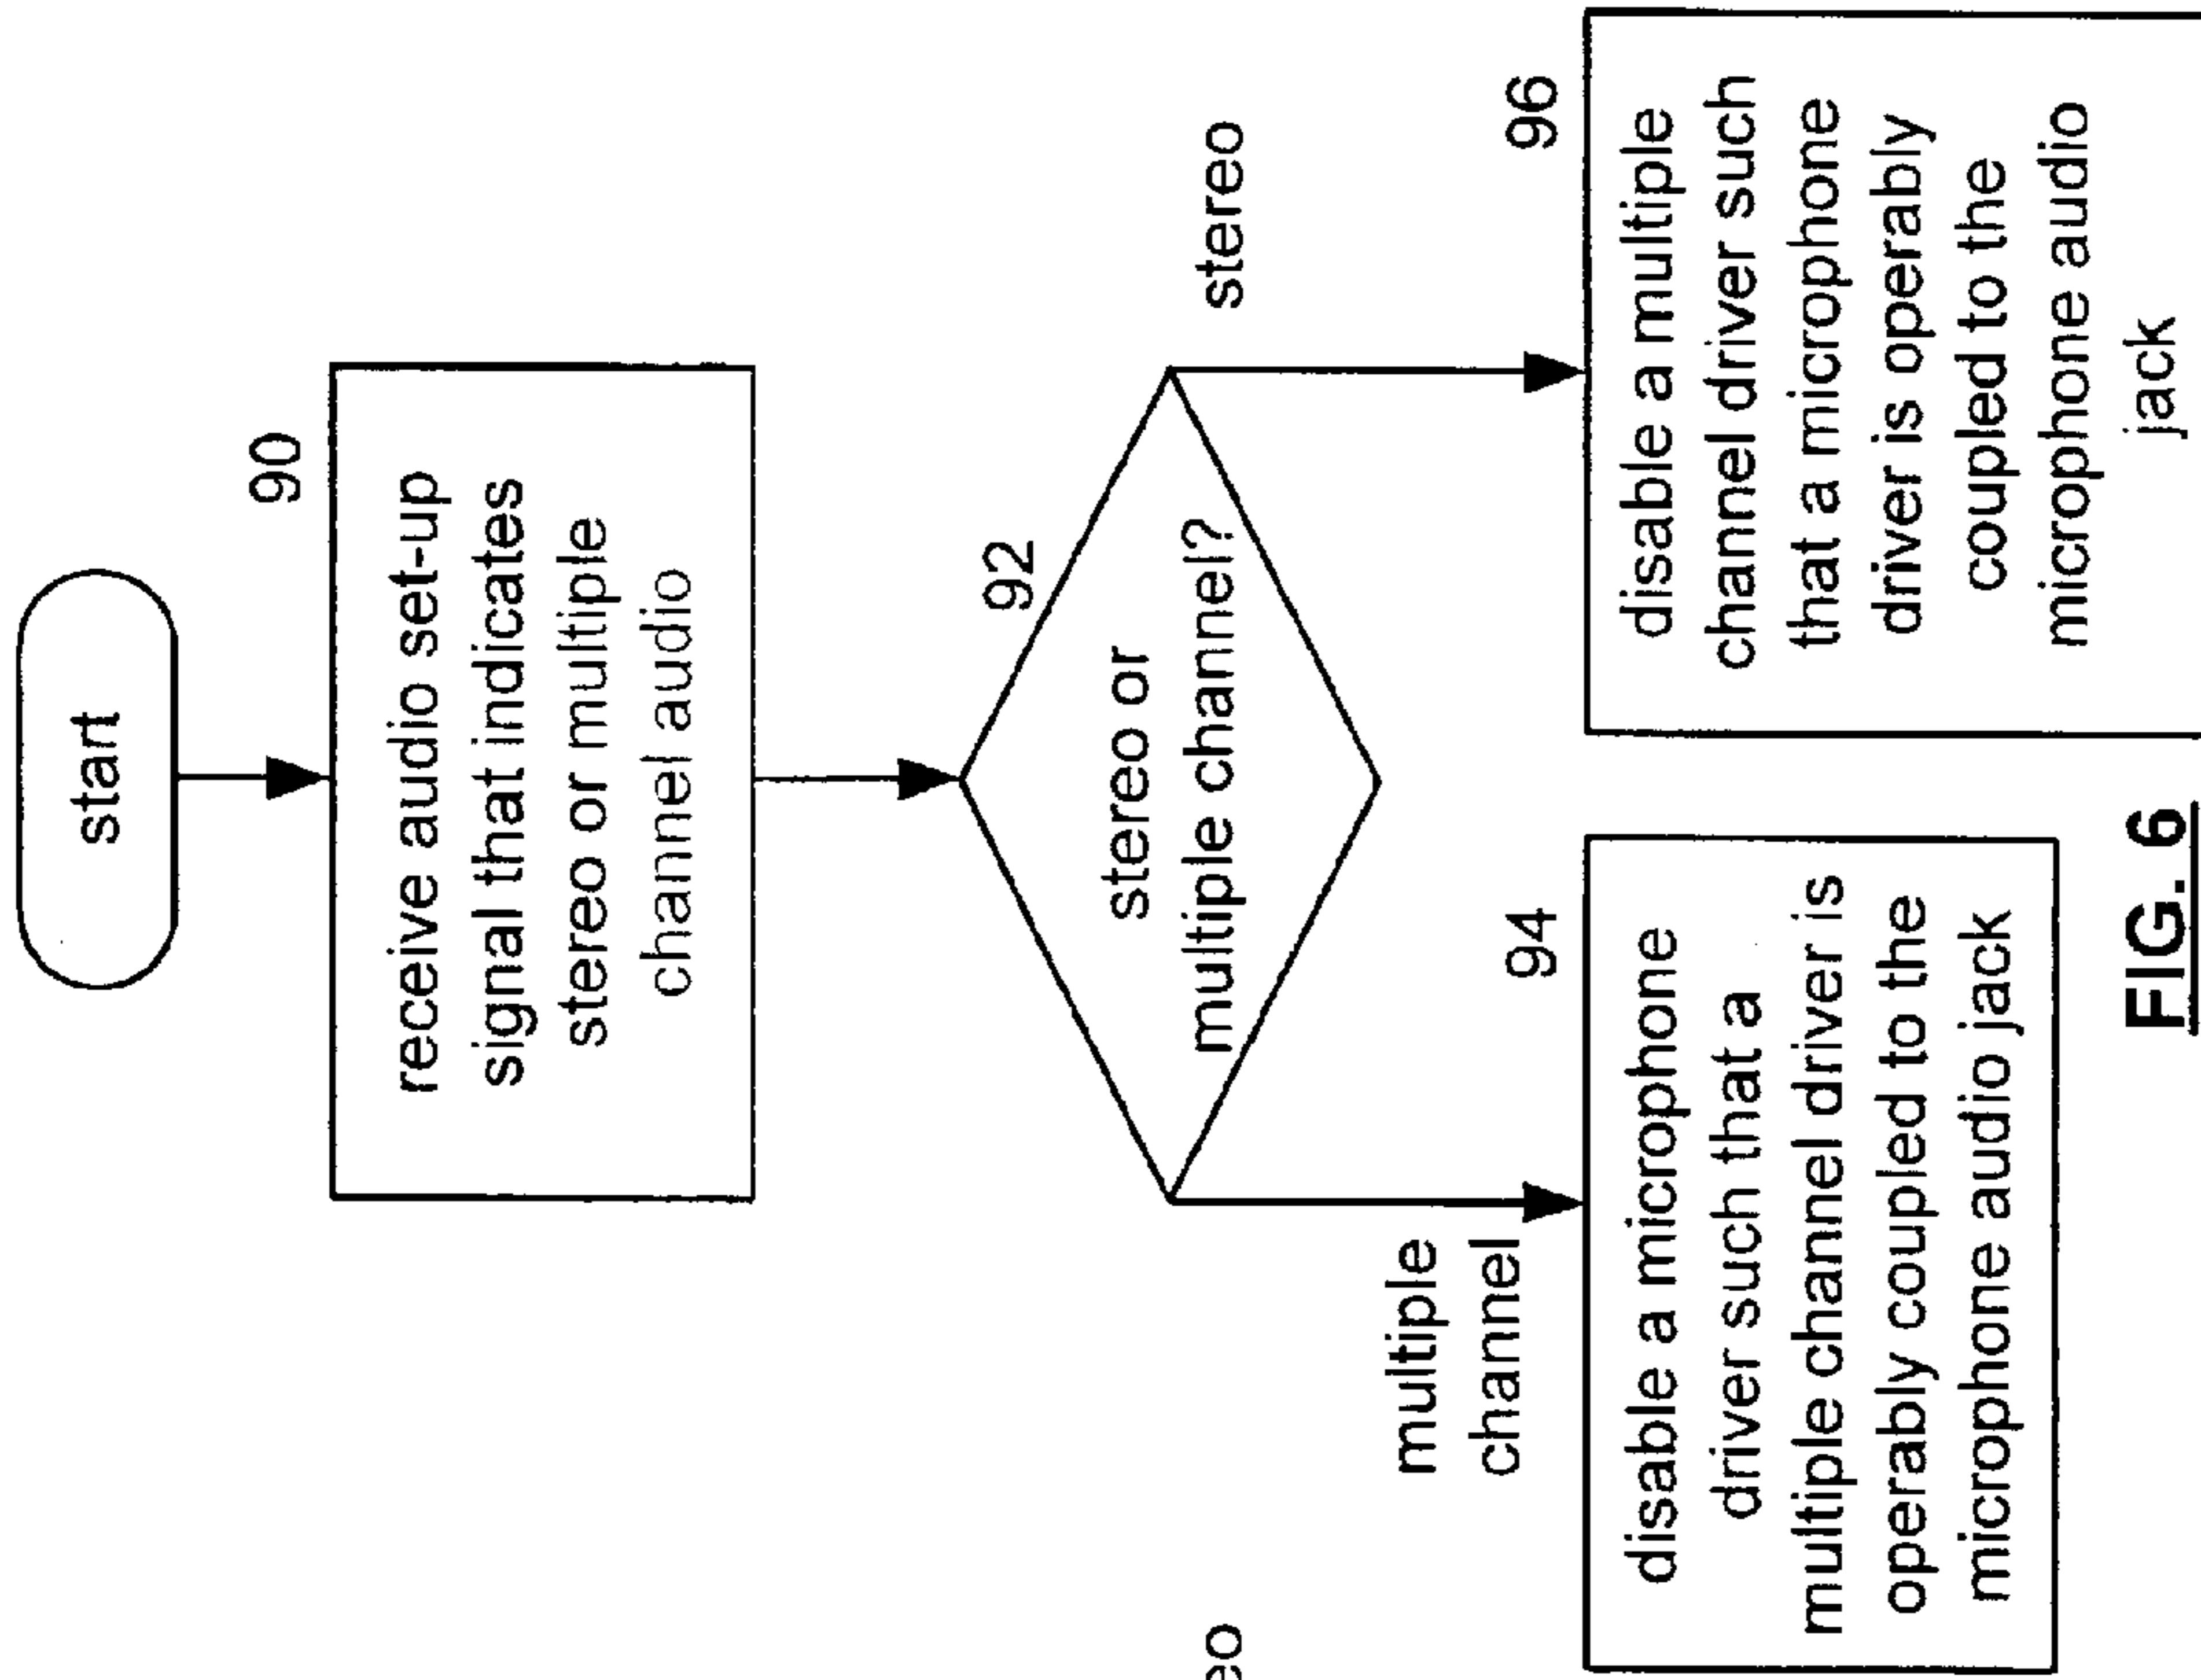 start
90
receive audio set-up
signal that indicates
stereo or multiple
channel audio
92
stereo or
multiple channel?
multiple
channel
stereo
94
disable a microphone
driver such that a
multiple channel driver is
operably coupled to the
microphone audio jack
96
disable a multiple
channel driver such
that a microphone
driver is operably
coupled to the
microphone audio
jack
eo
FIG. 6